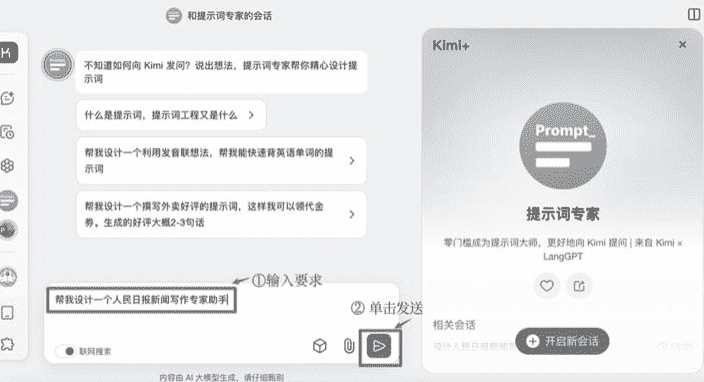 和提示词专家的会话
Prompt_
不知道如何向 Kimi 发问？说出想法，提示词专家帮你精心设计提
示词
什么是提示词，提示词工程又是什么
帮我设计一个利用发音联想法，帮我能快速背英语单词的提
示词
帮我设计一个撰写外卖好评的提示词，这样我可以领代金
券。生成的好评大概2-3句话
①输入要求
帮我设计一个人民日报新闻写作专家助手
② 单击发送
联网搜索
内容由 AI 大模型生成，请仔细甄别
K
Kimi+
Prompt_
提示词专家
零门槛成为提示词大师，更好地向 Kimi 提问 | 来自 Kimi ×
LangGPT
相关会话
开启新会话